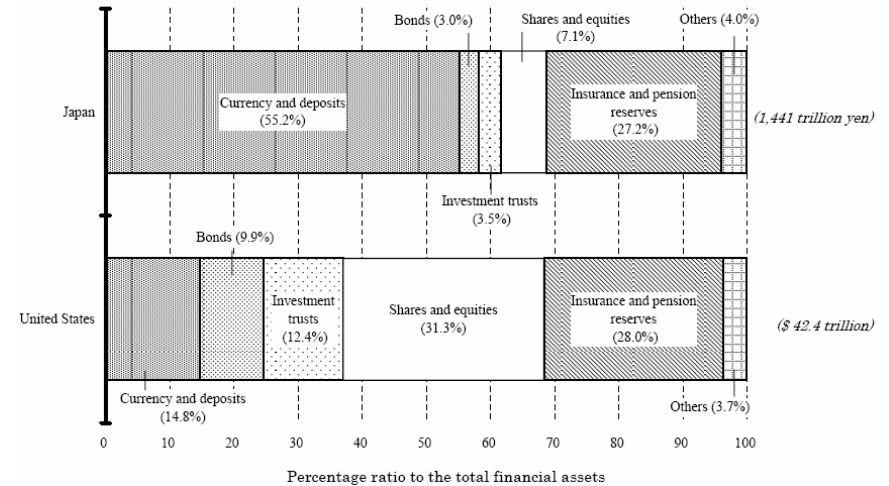 Bonds (3.0%)
Shares and equities
(7.1%)
Others (4.0%)
Japan
Currency and deposits
(55.2%)
Insurance and pension
reserves
(27.2%)
(1,441 trillion yen)
Investment trusts
(3.5%)
Bonds (9.9%)
United States
Investment
trusts
(12.4%)
Shares and equities
(31.3%)
Insurance and pension
reserves
(28.0%)
($ 42.4 trillion)
Currency and deposits
(14.8%)
Others (3.7%)
0 10 20 30 40 50 60 70 80 90 100
Percentage ratio to the total financial assets